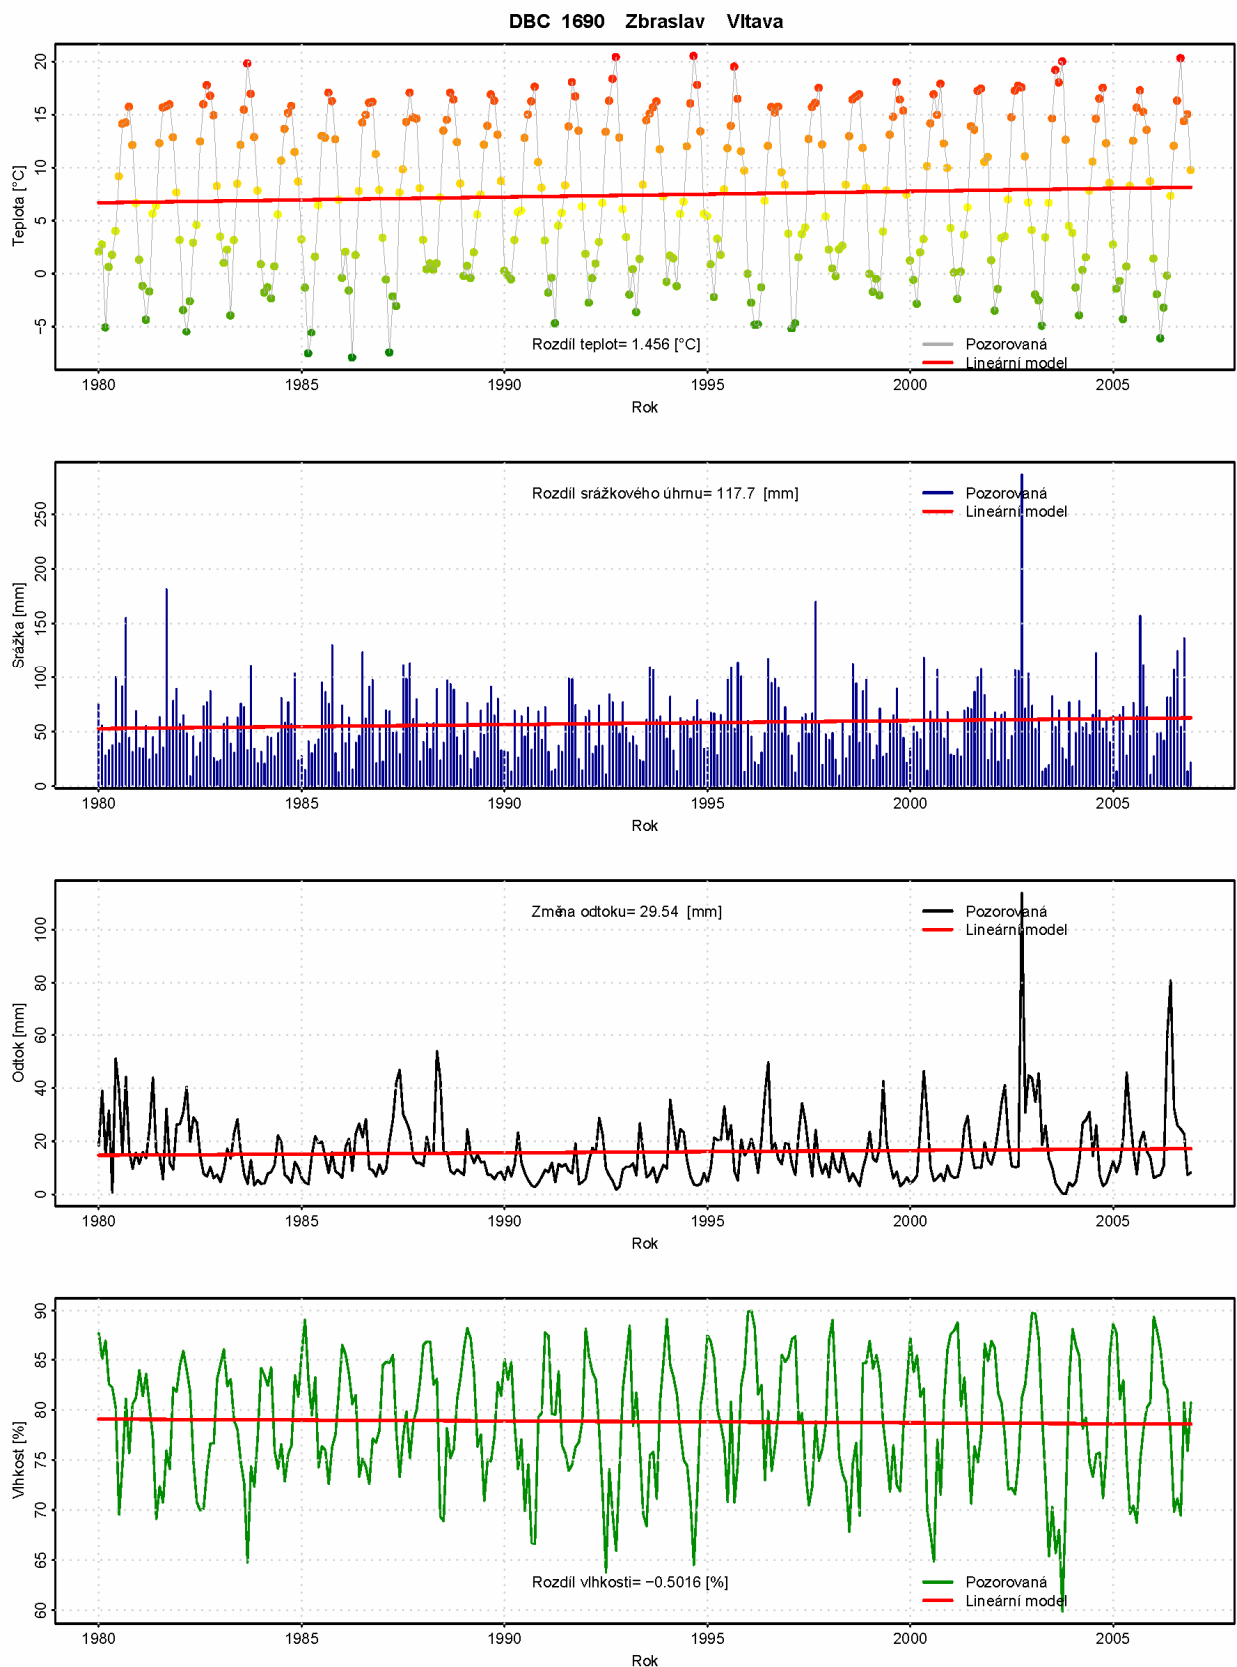 DBC 1690 Zbraslav Vltava
Teplota [°C]
20
15
10
5
0
−5
Rozdíl teplot= 1.456 [°C]
Pozorovaná
Lineární model
1980 1985 1990 1995 2000 2005
Rok
Srážka [mm]
250
200
150
100
50
0
Rozdíl srážkového úhrnu= 117.7 [mm]
Pozorovaná
Lineární model
1980 1985 1990 1995 2000 2005
Rok
Odtok [mm]
100
80
60
40
20
0
Změna odtoku= 29.54 [mm]
Pozorovaná
Lineární model
1980 1985 1990 1995 2000 2005
Rok
Vlhkost [%]
90
85
80
75
70
65
60
Rozdíl vlhkosti= −0.5016 [%]
Pozorovaná
Lineární model
1980 1985 1990 1995 2000 2005
Rok